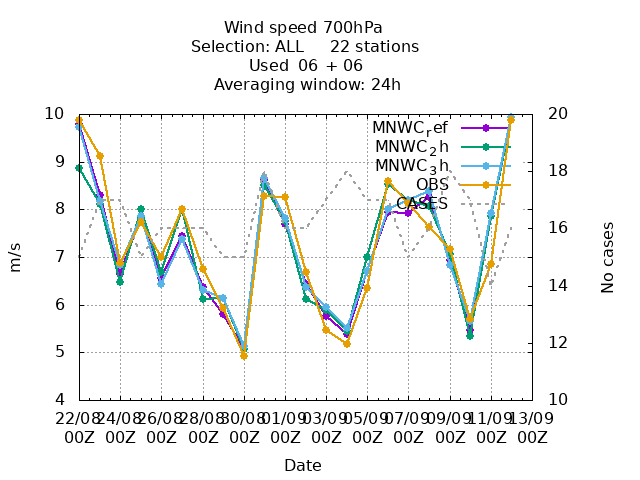 Wind speed 700hPa
Selection: ALL 22 stations
Used 06 + 06
Averaging window: 24h
10 20
MNWC_ref
MNWC_2h
9 MNWC_3h 18
OBS
CASES
8
16
7
m/s No cases
6 14
5 12
4 10
22/08 24/08 26/08 28/08 30/08 01/09 03/09 05/09 07/09 09/09 11/09 13/09
00Z 00Z 00Z 00Z 00Z 00Z 00Z 00Z 00Z 00Z 00Z 00Z
Date